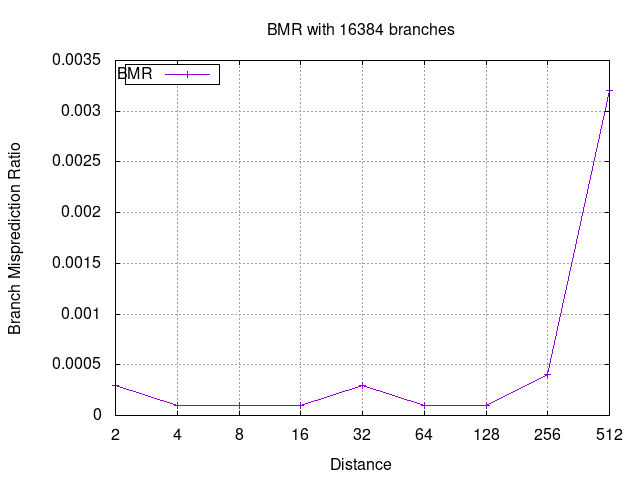 BMR with 16384 branches
0.0035
BMR
0.003
0.0025
0.002
0.0015
0.001
0.0005
0
Branch Misprediction Ratio
2 4 8 16 32 64 128 256 512
Distance